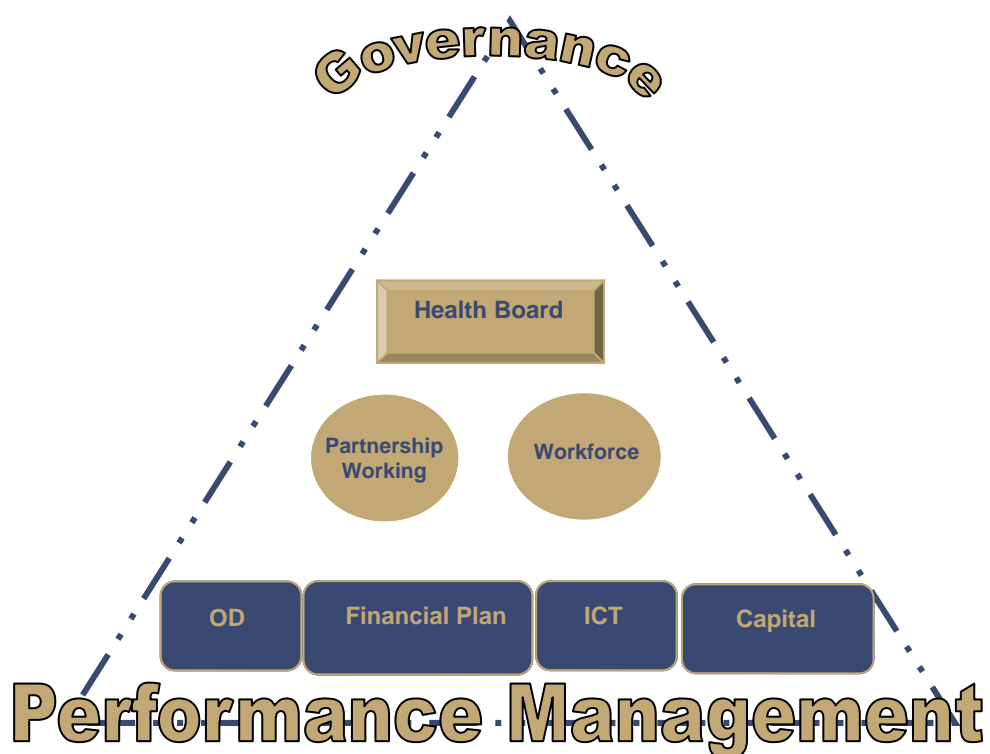 Governance
Health Board
Partnership
Working
Workforce
OD
Financial Plan
ICT
Capital
Performance Management